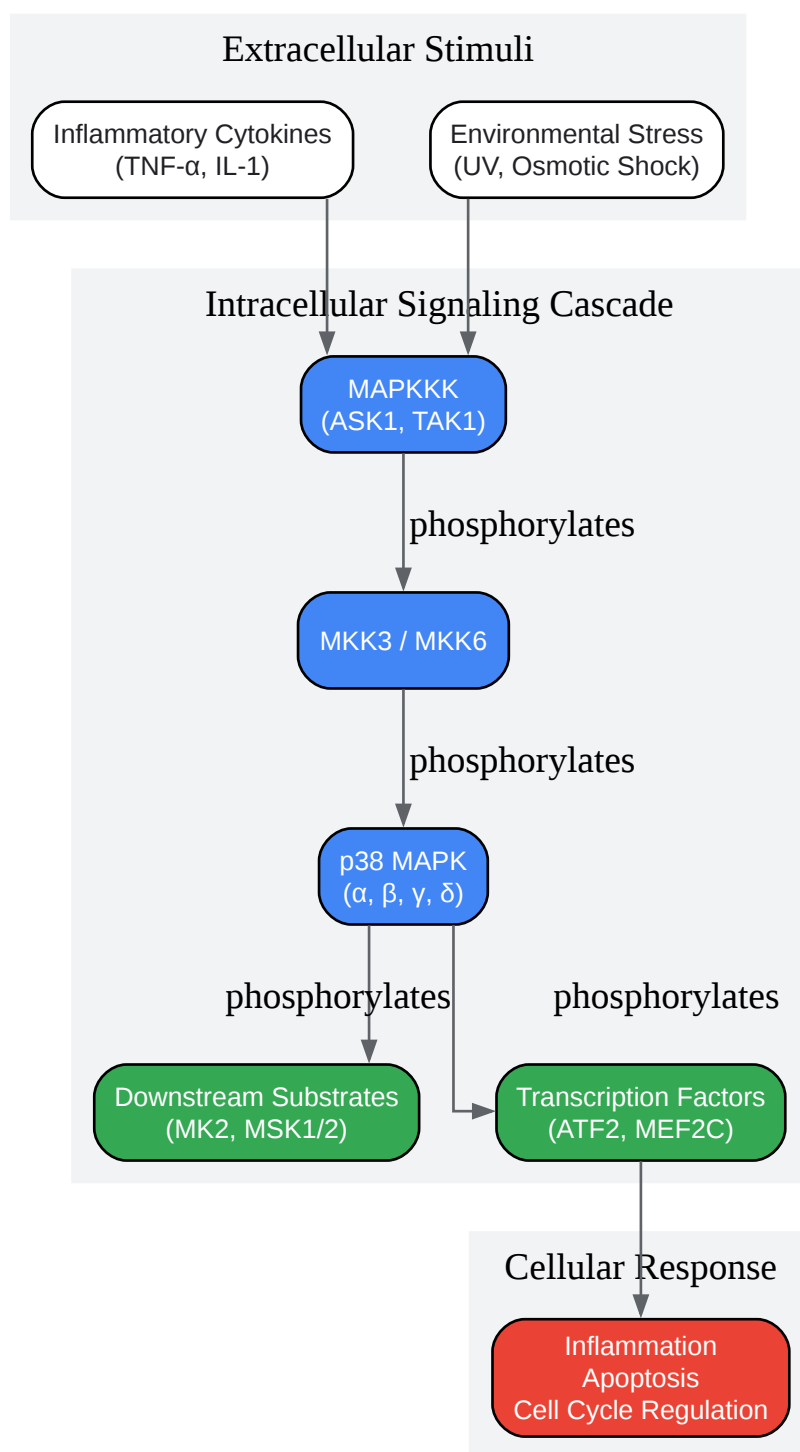 Extracellular Stimuli
Inflammatory Cytokines
(TNF-α, IL-1)
Environmental Stress
(UV, Osmotic Shock)
Intracellular Signaling Cascade
MAPKKK
(ASK1, TAK1)
phosphorylates
MKK3 / MKK6
phosphorylates
p38 MAPK
(α, β, γ, δ)
phosphorylates
phosphorylates
Downstream Substrates
(MK2, MSK1/2)
Transcription Factors
(ATF2, MEF2C)
Cellular Response
Inflammation
Apoptosis
Cell Cycle Regulation